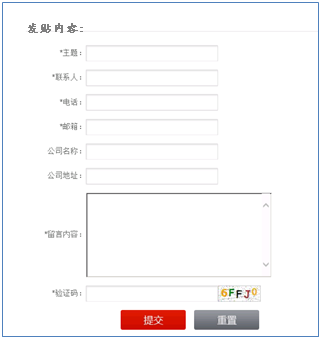 发贴内容:
*主题:
*联系人:
*电话:
*邮箱:
公司名称:
公司地址:
*留言内容:
*验证码: 6FFJ0
提交 重置